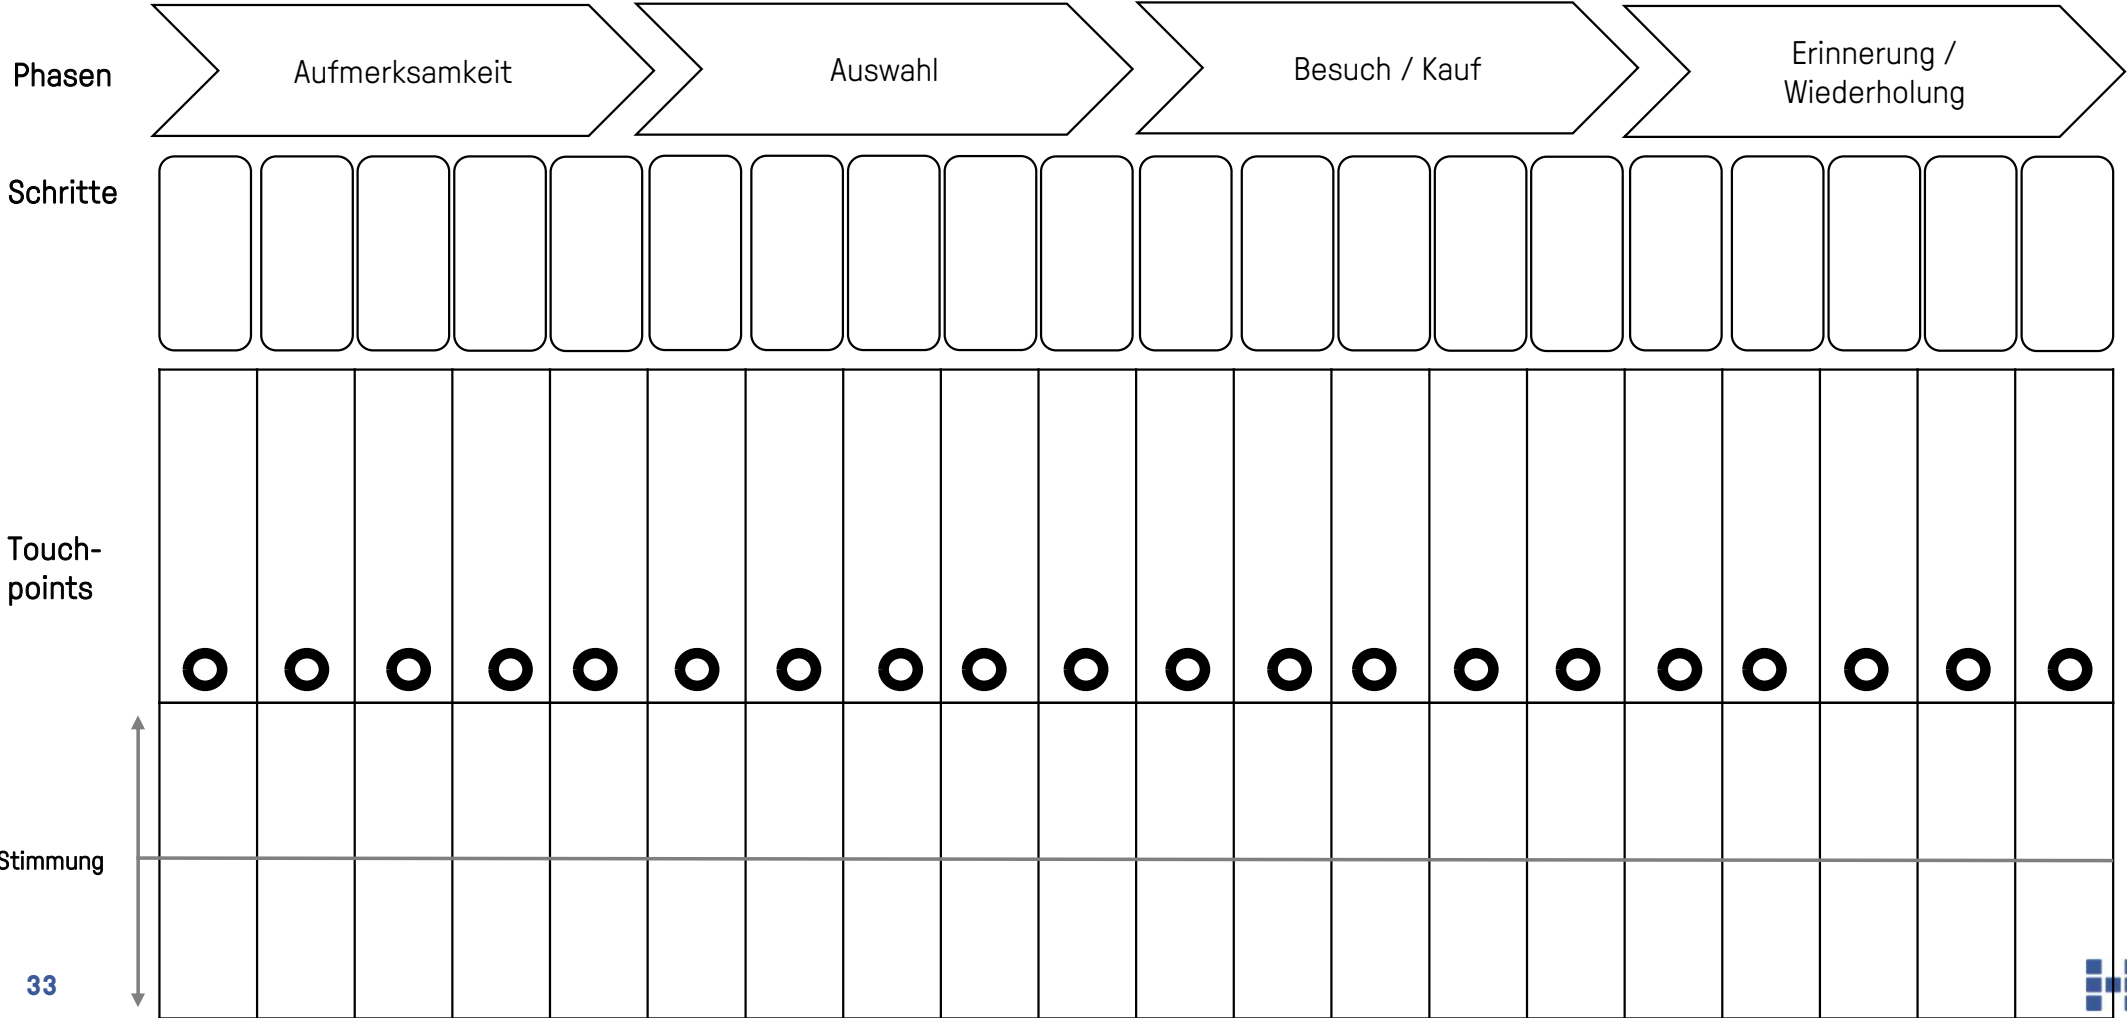 Phasen
Aufmerksamkeit
Auswahl
Besuch / Kauf
Erinnerung /
Wiederholung
Schritte
Touch-
points
Stimmung
33